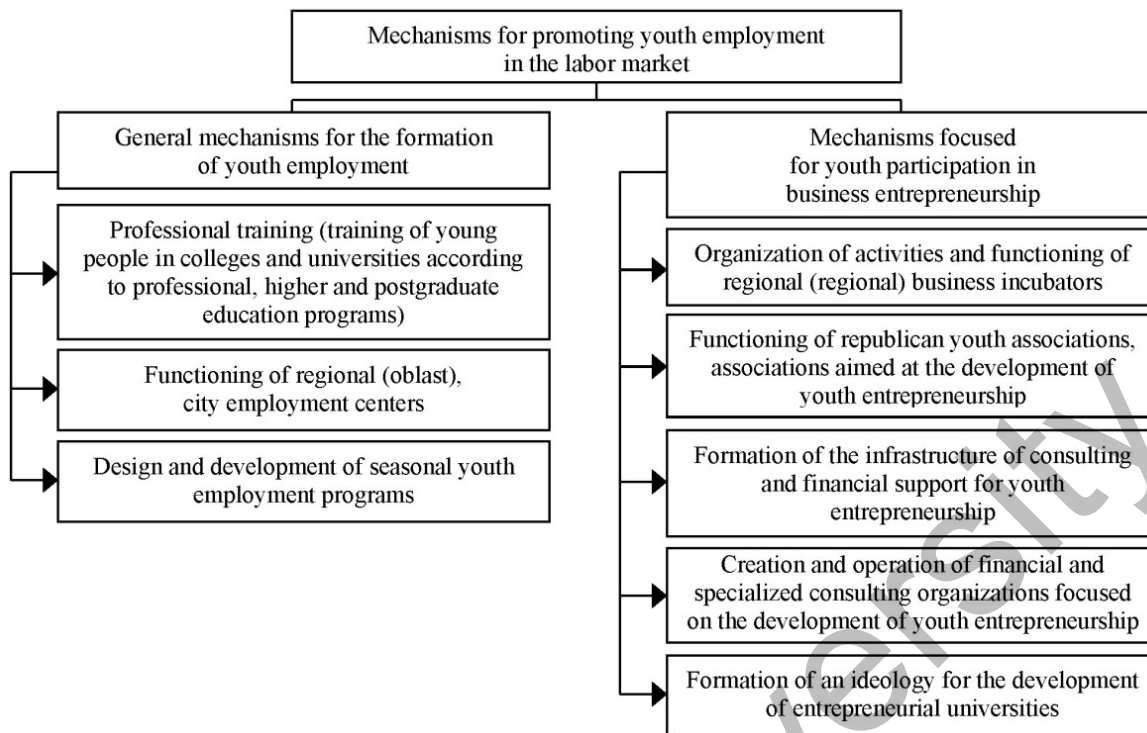 Mechanisms for promoting youth employment
in the labor market
General mechanisms for the formation
of youth employment
Professional training (training of young
people in colleges and universities according
to professional, higher and postgraduate
education programs)
Functioning of regional (oblast),
city employment centers
Design and development of seasonal youth
employment programs
Mechanisms focused
for youth participation in
business entrepreneurship
Organization of activities and functioning of
regional (regional) business incubators
Functioning of republican youth associations,
associations aimed at the development of
youth entrepreneurship
Formation of the infrastructure of consulting
and financial support for youth
entrepreneurship
Creation and operation of financial and
specialized consulting organizations focused
on the development of youth entrepreneurship
Formation of an ideology for the development
of entrepreneurial universities